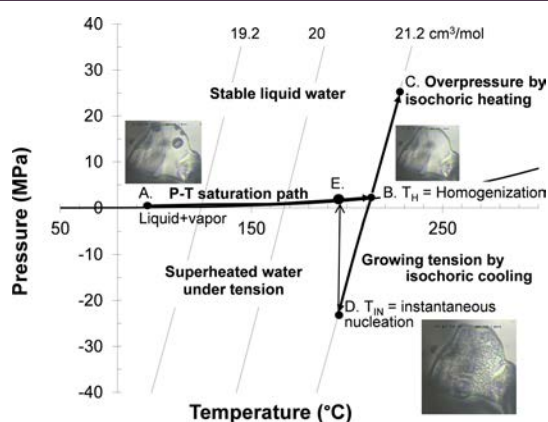 19.2 20 21.2 cm³/mol
40
30
20
10
0
-10
-20
-30
-40
Pressure (MPa)
Stable liquid water
C. Overpressure by
isochoric heating
A. P-T saturation path
E.
B. T_H = Homogenization
Liquid+vapor
50 150 250
Superheated water
under tension
Growing tension by
isochoric cooling
D. T_IN = instantaneous
nucleation
Temperature (°C)